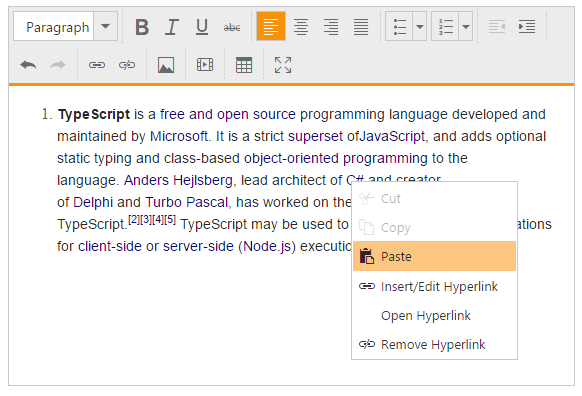 Paragraph B I U abc
1. TypeScript is a free and open source programming language developed and
maintained by Microsoft. It is a strict superset ofJavaScript, and adds optional
static typing and class-based object-oriented programming to the
language. Anders Hejlsberg, lead architect of C# and creator
of Delphi and Turbo Pascal, has worked on the
TypeScript.[2][3][4][5] TypeScript may be used to ations
for client-side or server-side (Node.js) executio
Cut
Copy
Paste
Insert/Edit Hyperlink
Open Hyperlink
Remove Hyperlink